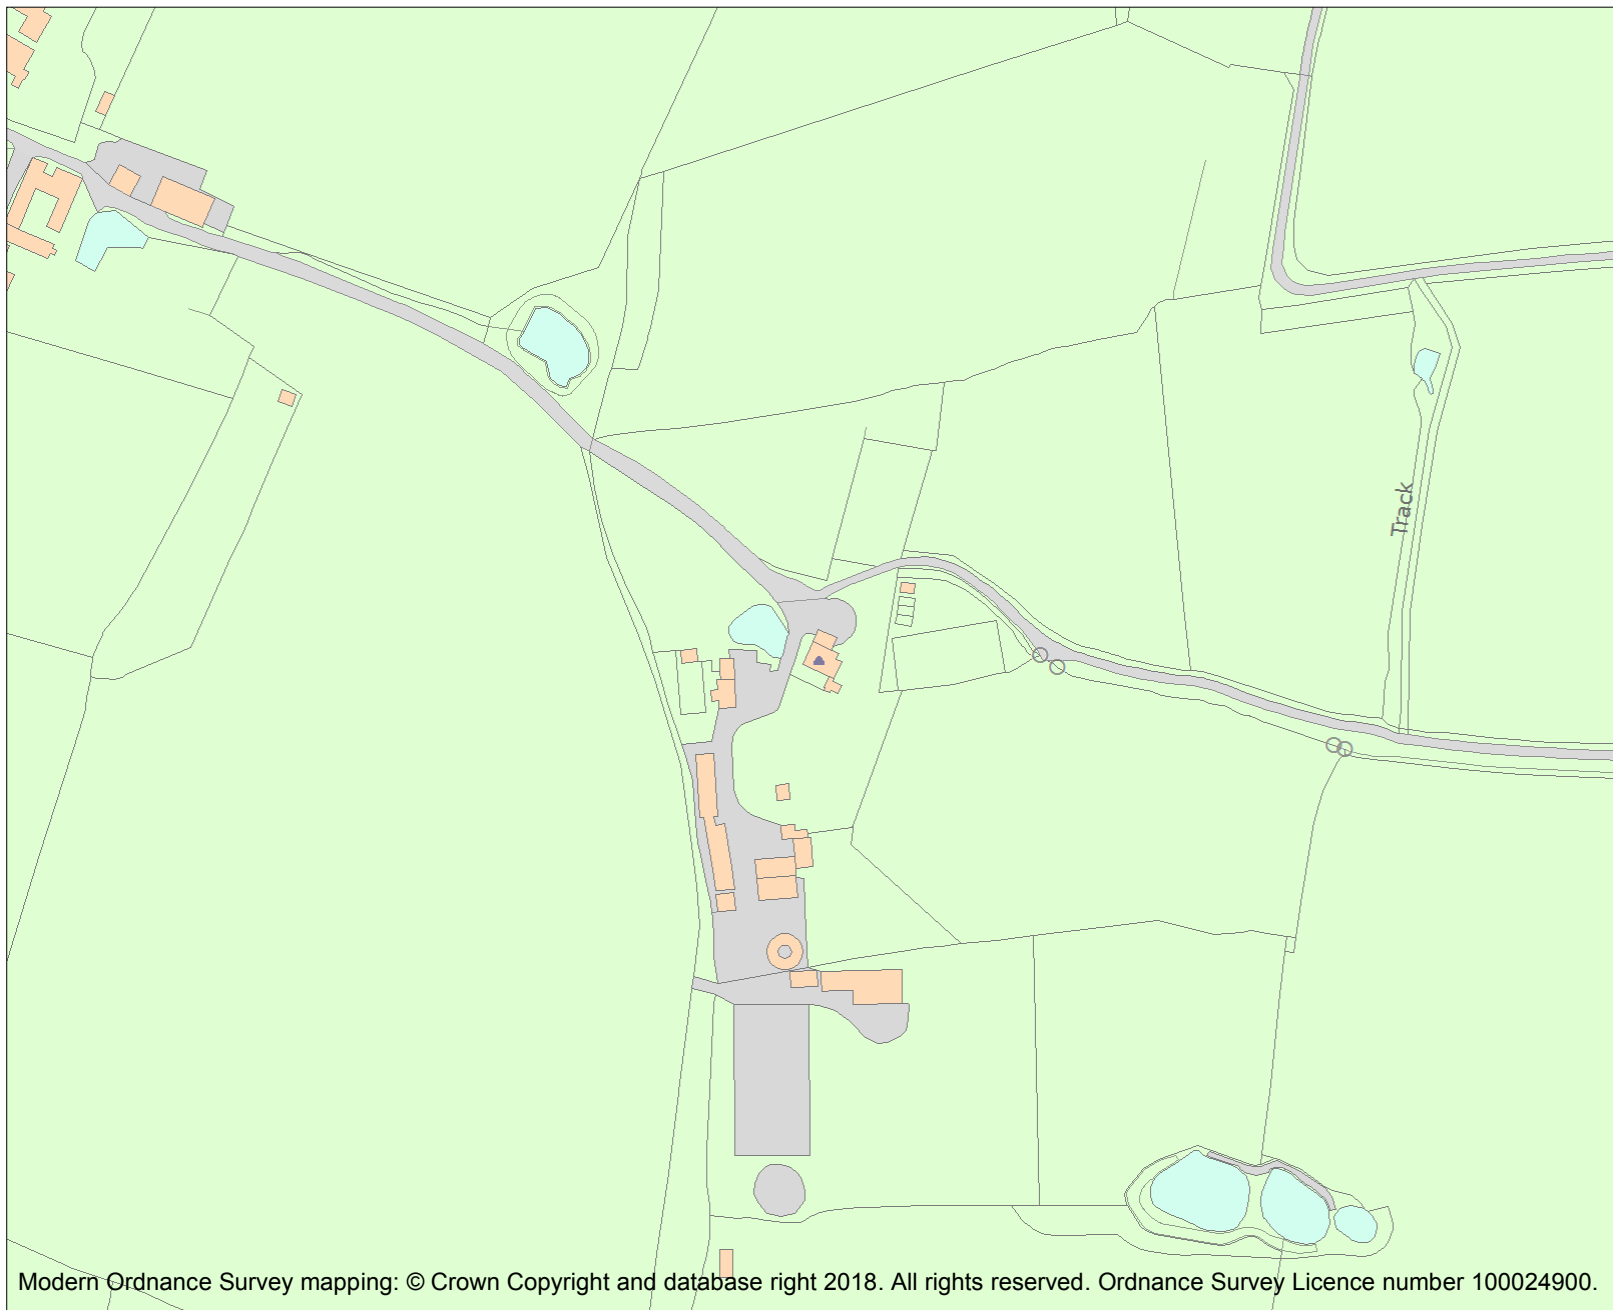 Track
Modern Ordnance Survey mapping: © Crown Copyright and database right 2018. All rights reserved. Ordnance Survey Licence number 100024900.